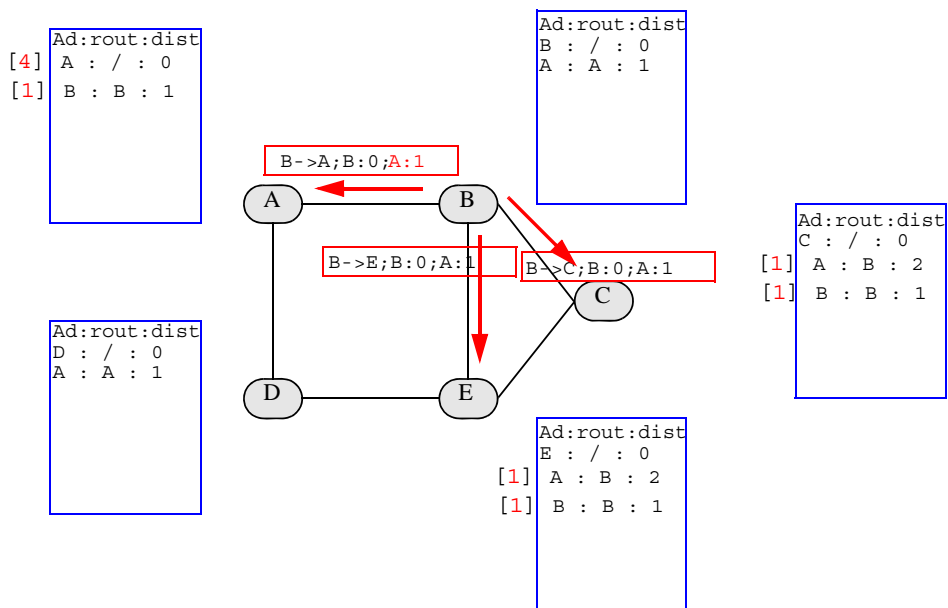 Ad:rout:dist
[4] A : / : 0
[1] B : B : 1
Ad:rout:dist
B : / : 0
A : A : 1
B->A;B:0;A:1
A
B
B->E;B:0;A:1
B->C;B:0;A:1
C
Ad:rout:dist
C : / : 0
[1] A : B : 2
[1] B : B : 1
Ad:rout:dist
D : / : 0
A : A : 1
D
E
Ad:rout:dist
E : / : 0
[1] A : B : 2
[1] B : B : 1